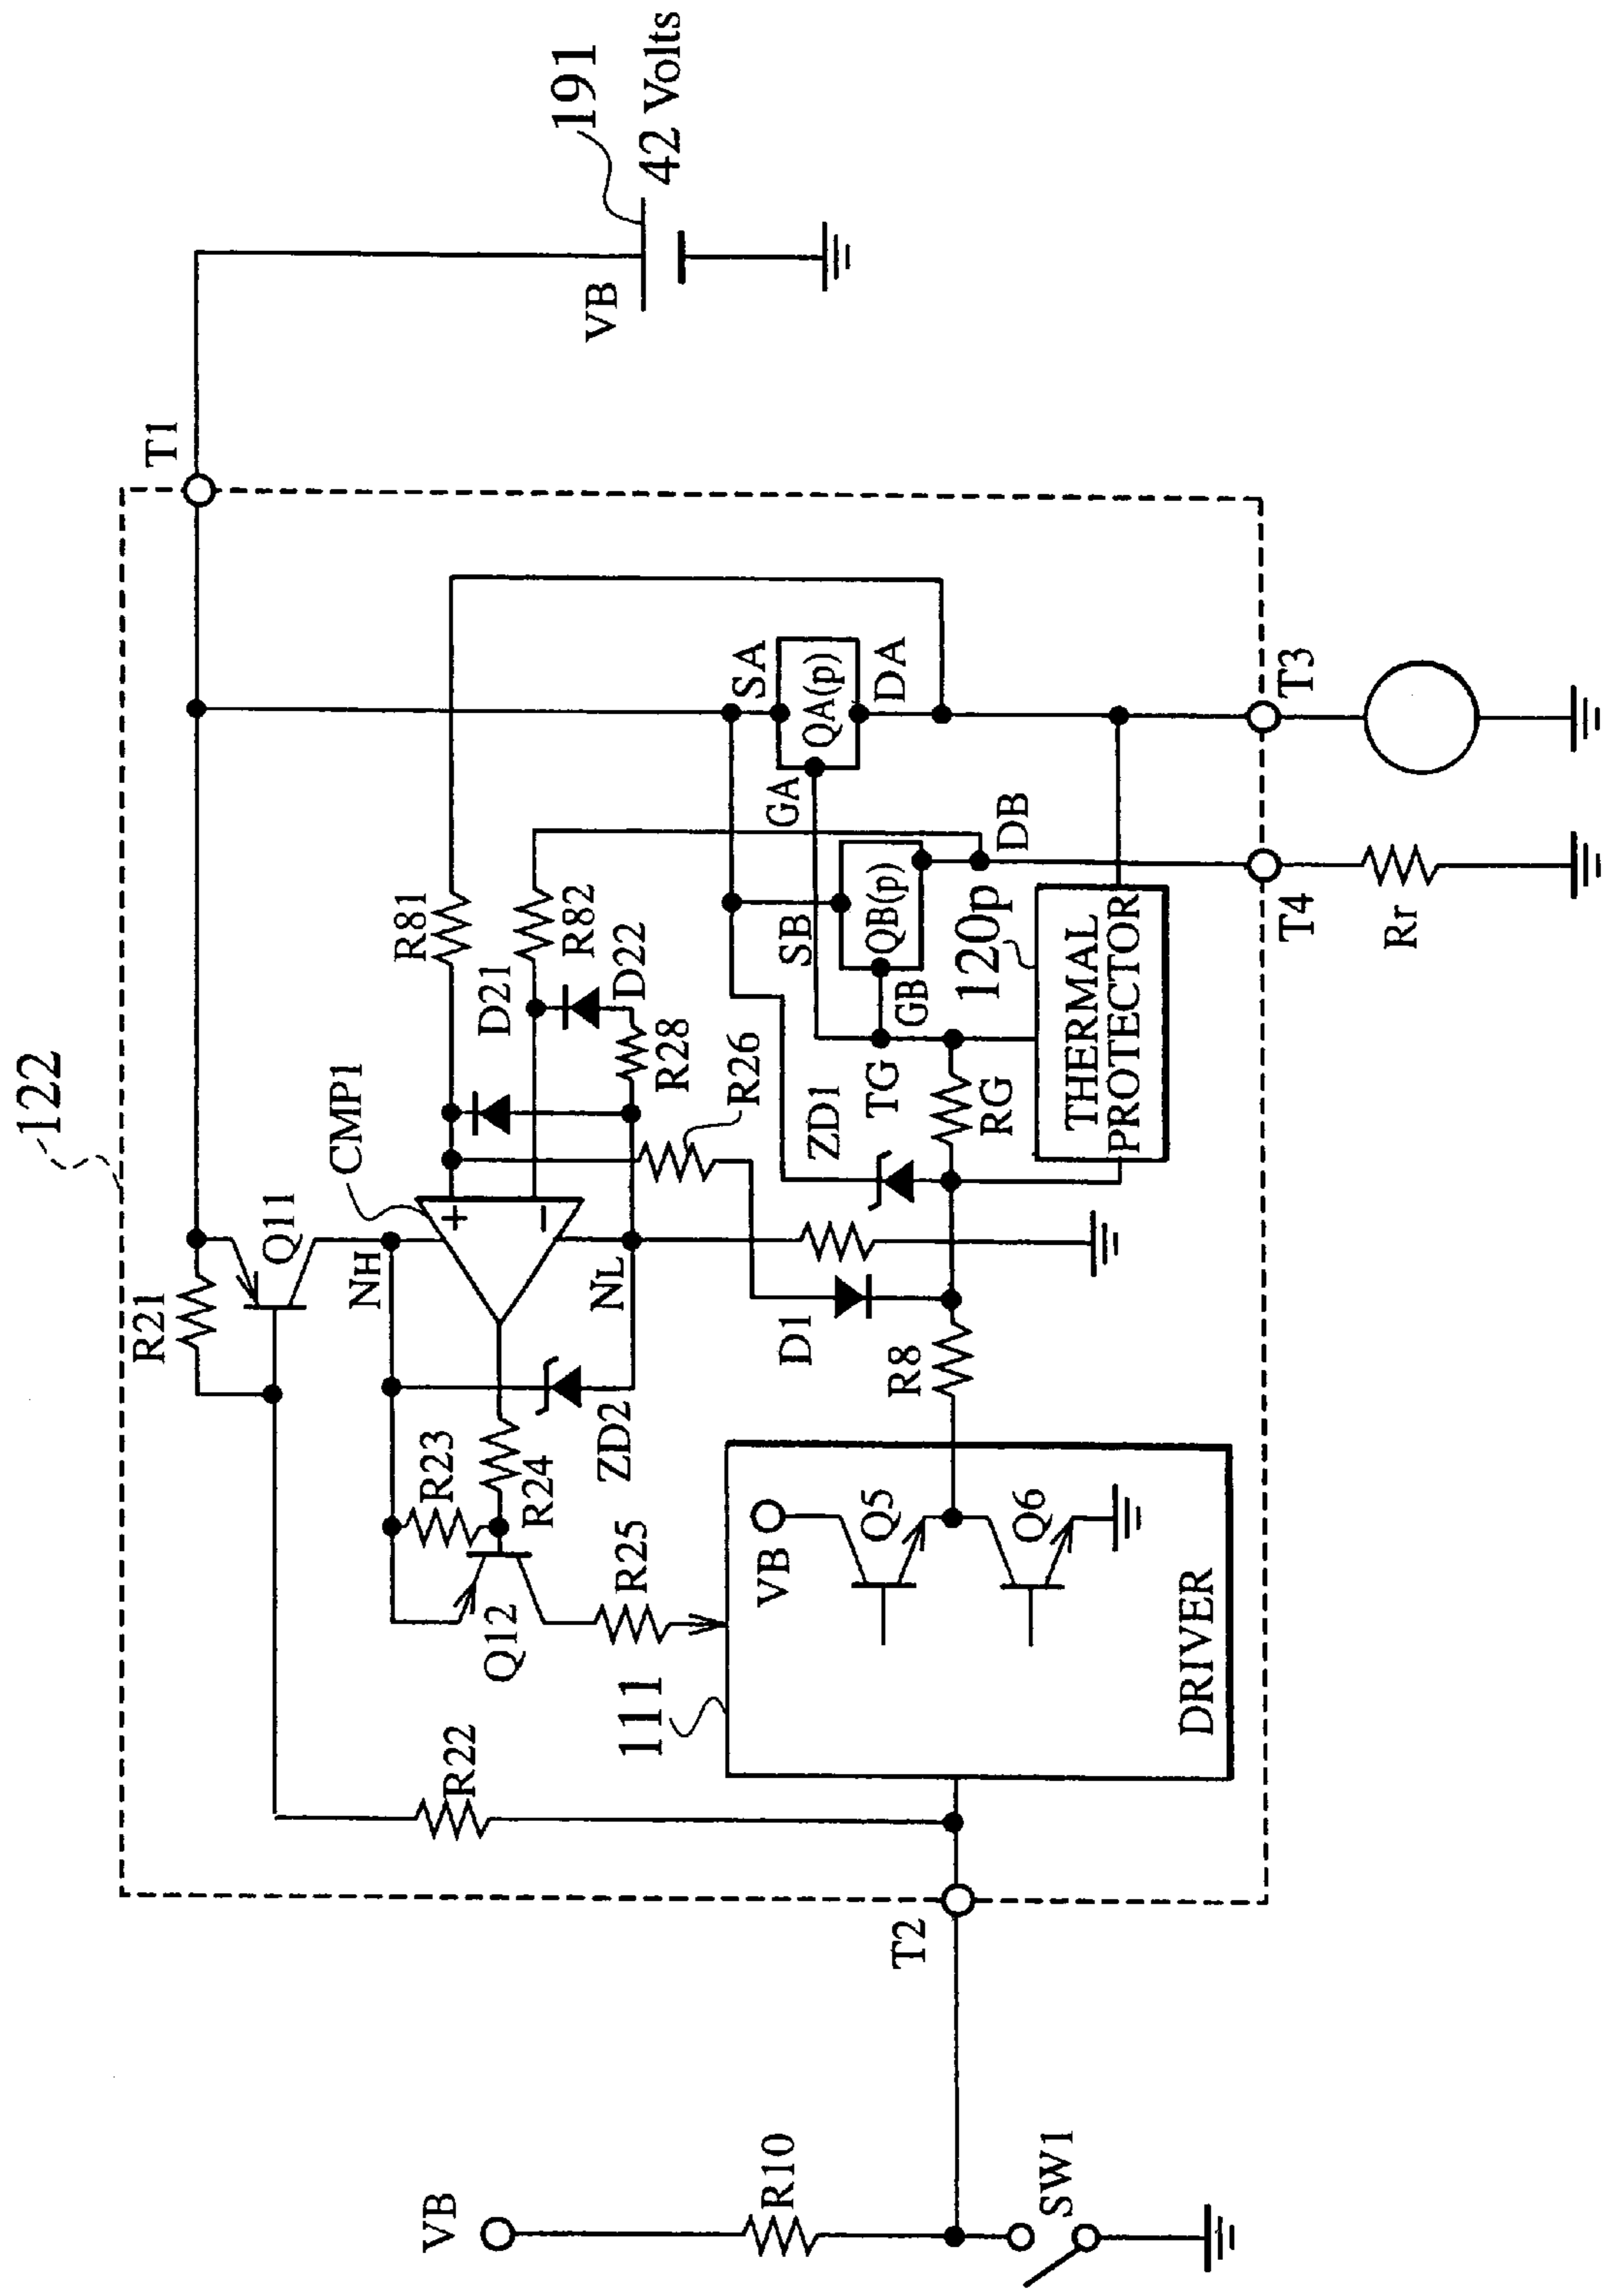 122
T1
191
VB
42 Volts
R21
Q11
NH
CMP1
+
−
NL
R81
R82
D21
D22
R28
R26
R22
R23
R24
Q12
R25
ZD2
ZD1
D1
R8
TG
RG
SA
QA(p)
DA
GA
SB
QB(p)
DB
GB
120p
THERMAL
PROTECTOR
111
VB
Q5
Q6
DRIVER
T2
T3
T4
Rr
VB
R10
SW1